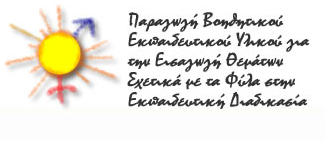 Παραγωγή Βοηθητικού
Εκπαιδευτικού Υλικού για
την Εισαγωγή Θεμάτων
Σχετικά με τα Φύλα στην
Εκπαιδευτική Διαδικασία